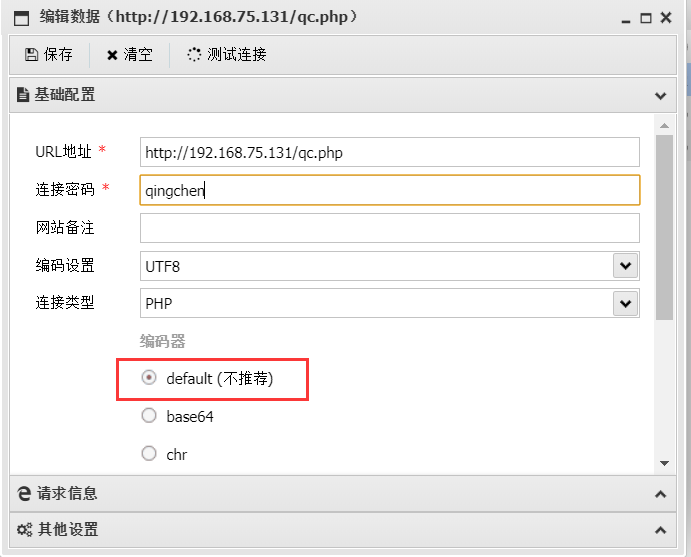 编辑数据（http://192.168.75.131/qc.php）
保存 清空 测试连接
基础配置
URL地址 * http://192.168.75.131/qc.php
连接密码 * qingchen
网站备注
编码设置 UTF8
连接类型 PHP
编码器
default (不推荐)
base64
chr
请求信息
其他设置